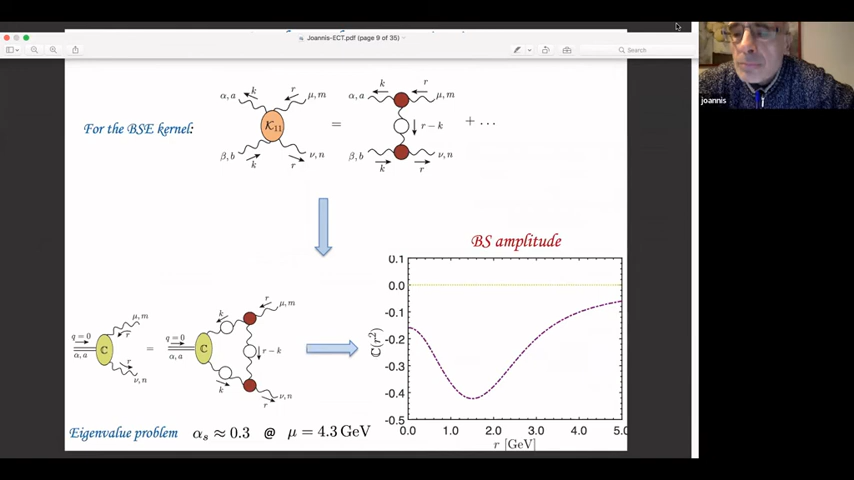 Joannis-ECT.pdf (page 9 of 35)
Search
joannis
For the BSE kernel:
α, a
k
r
μ, m
𝒦₁₁
β, b
k
r
ν, n
=
α, a
k
r
μ, m
r − k
β, b
k
r
ν, n
+ ···
q = 0
α, a
ℂ
μ, m
r
r
ν, n
=
q = 0
α, a
ℂ
k
r
μ, m
r − k
k
r
ν, n
BS amplitude
ℂ(r²)
0.1
0.0
-0.1
-0.2
-0.3
-0.4
-0.5
0.0 1.0 2.0 3.0 4.0 5.0
r [GeV]
Eigenvalue problem αₛ ≈ 0.3 @ μ = 4.3 GeV